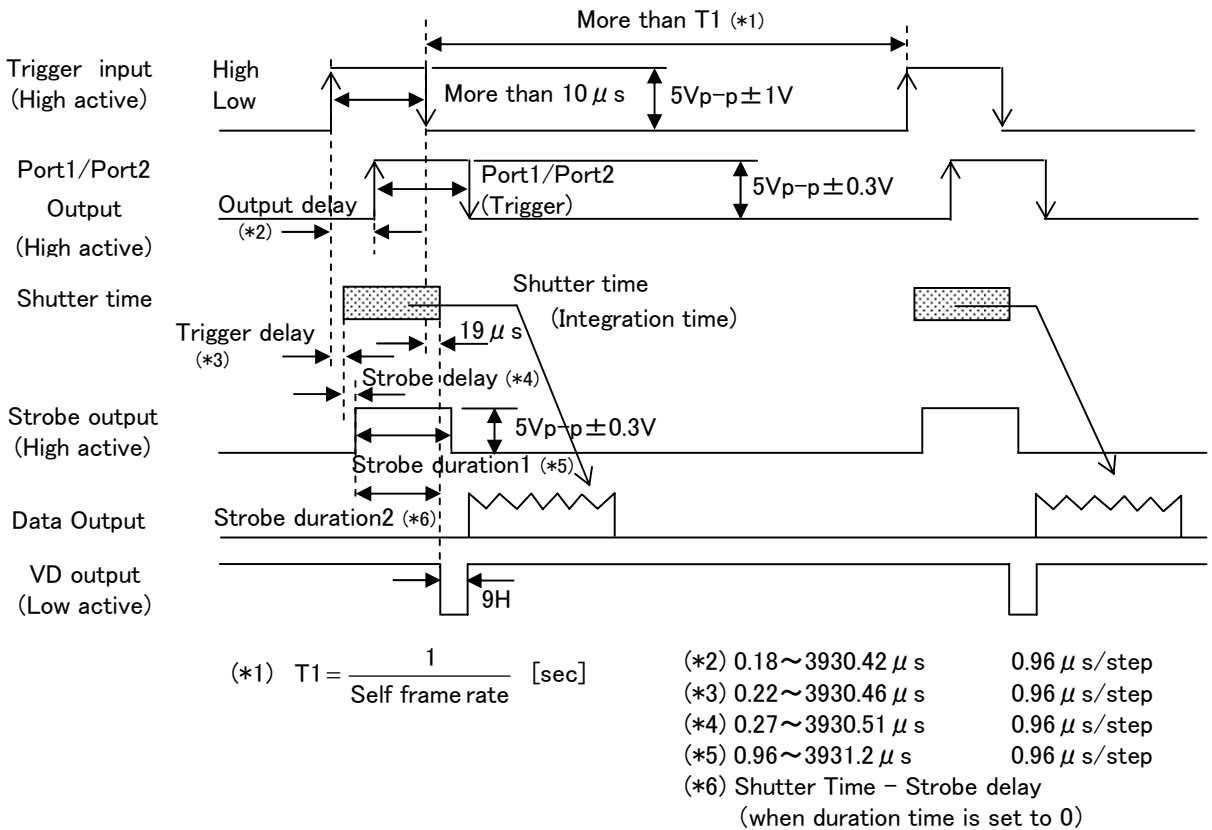 More than T1 (*1)
Trigger input
(High active)
High
Low
More than 10 μ s
5Vp-p±1V
Port1/Port2
Output
(High active)
Output delay
(*2)
Port1/Port2
(Trigger)
5Vp-p±0.3V
Shutter time
Shutter time
(Integration time)
Trigger delay
(*3)
19 μ s
Strobe delay (*4)
Strobe output
(High active)
5Vp-p±0.3V
Strobe duration1 (*5)
Data Output
Strobe duration2 (*6)
VD output
(Low active)
9H
(*1) T1= 1 / Self frame rate [sec]
(*2) 0.18～3930.42 μ s 0.96 μ s/step
(*3) 0.22～3930.46 μ s 0.96 μ s/step
(*4) 0.27～3930.51 μ s 0.96 μ s/step
(*5) 0.96～3931.2 μ s 0.96 μ s/step
(*6) Shutter Time - Strobe delay
(when duration time is set to 0)